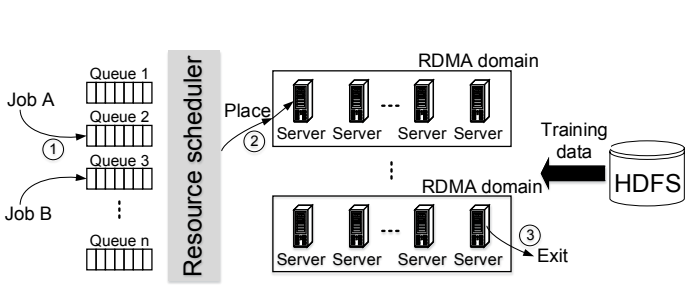 Job A
Job B
Queue 1
Queue 2
Queue 3
Queue n
1
Resource scheduler
Place
2
RDMA domain
Server Server Server Server
RDMA domain
Server Server Server Server
3
Exit
Training
data
HDFS